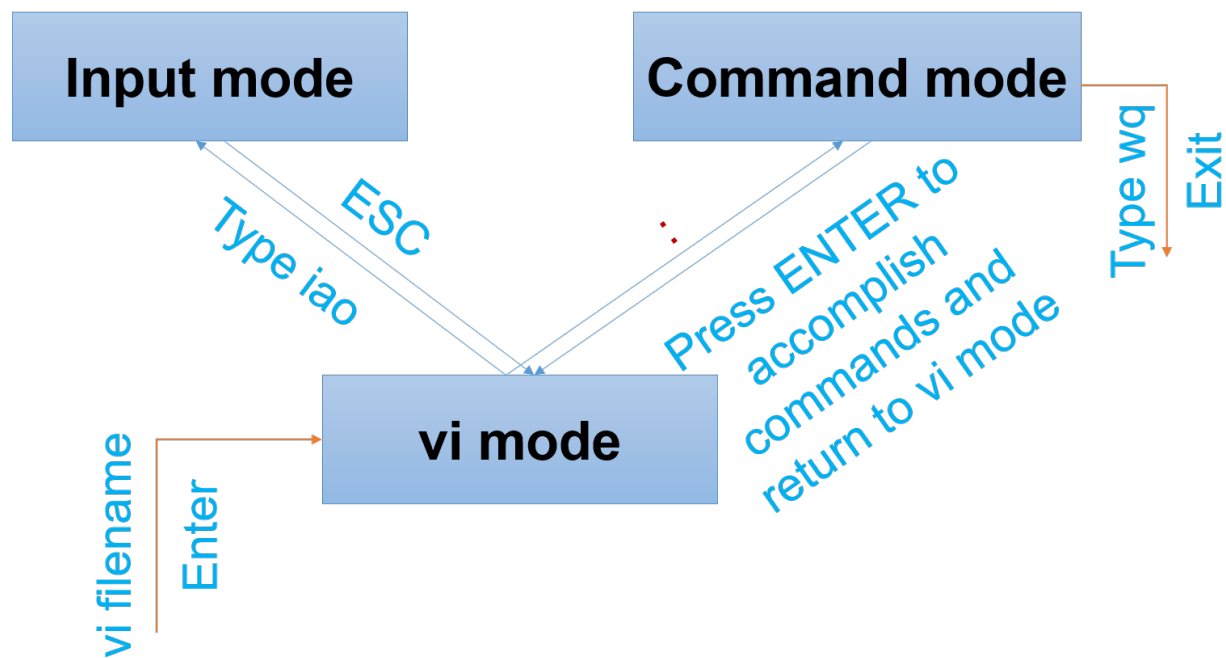 Input mode
Command mode
ESC
Type iao
:
Press ENTER to
accomplish
commands and
return to vi mode
Type wq
Exit
vi mode
vi filename
Enter